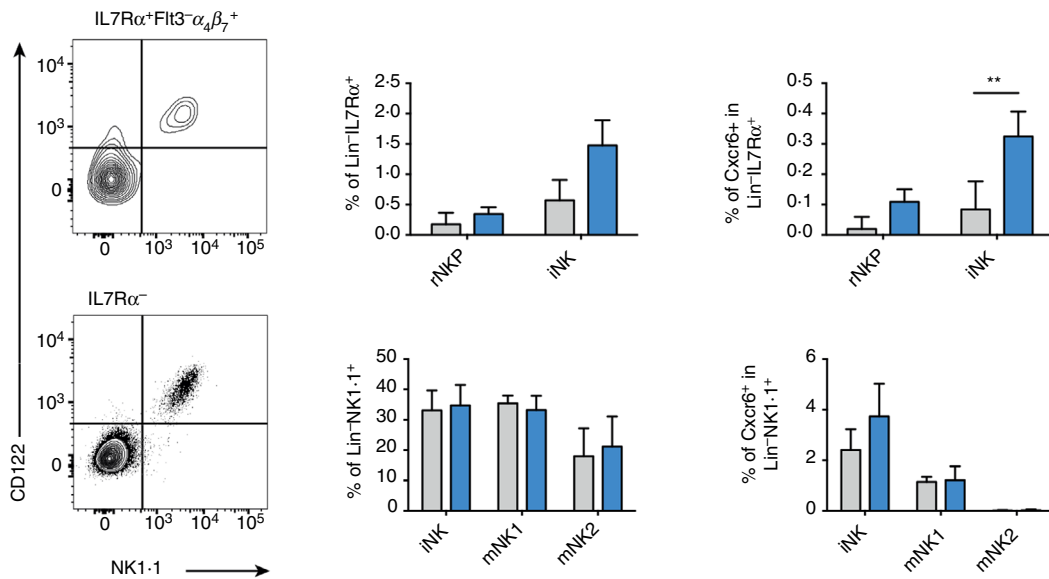 IL7Rα⁺Flt3⁻α₄β₇⁺
10⁴
10³
0
0 10³ 10⁴ 10⁵
IL7Rα⁻
10⁴
10³
0
0 10³ 10⁴ 10⁵
CD122
NK1·1
% of Lin⁻IL7Rα⁺
2·5
2·0
1·5
1·0
0·5
0·0
rNKP iNK
% of Cxcr6+ in
Lin⁻IL7Rα⁺
0·5
0·4
0·3
0·2
0·1
0·0
**
rNKP iNK
% of Lin⁻NK1·1⁺
50
40
30
20
10
0
iNK mNK1 mNK2
% of Cxcr6⁺ in
Lin⁻NK1·1⁺
6
4
2
0
iNK mNK1 mNK2